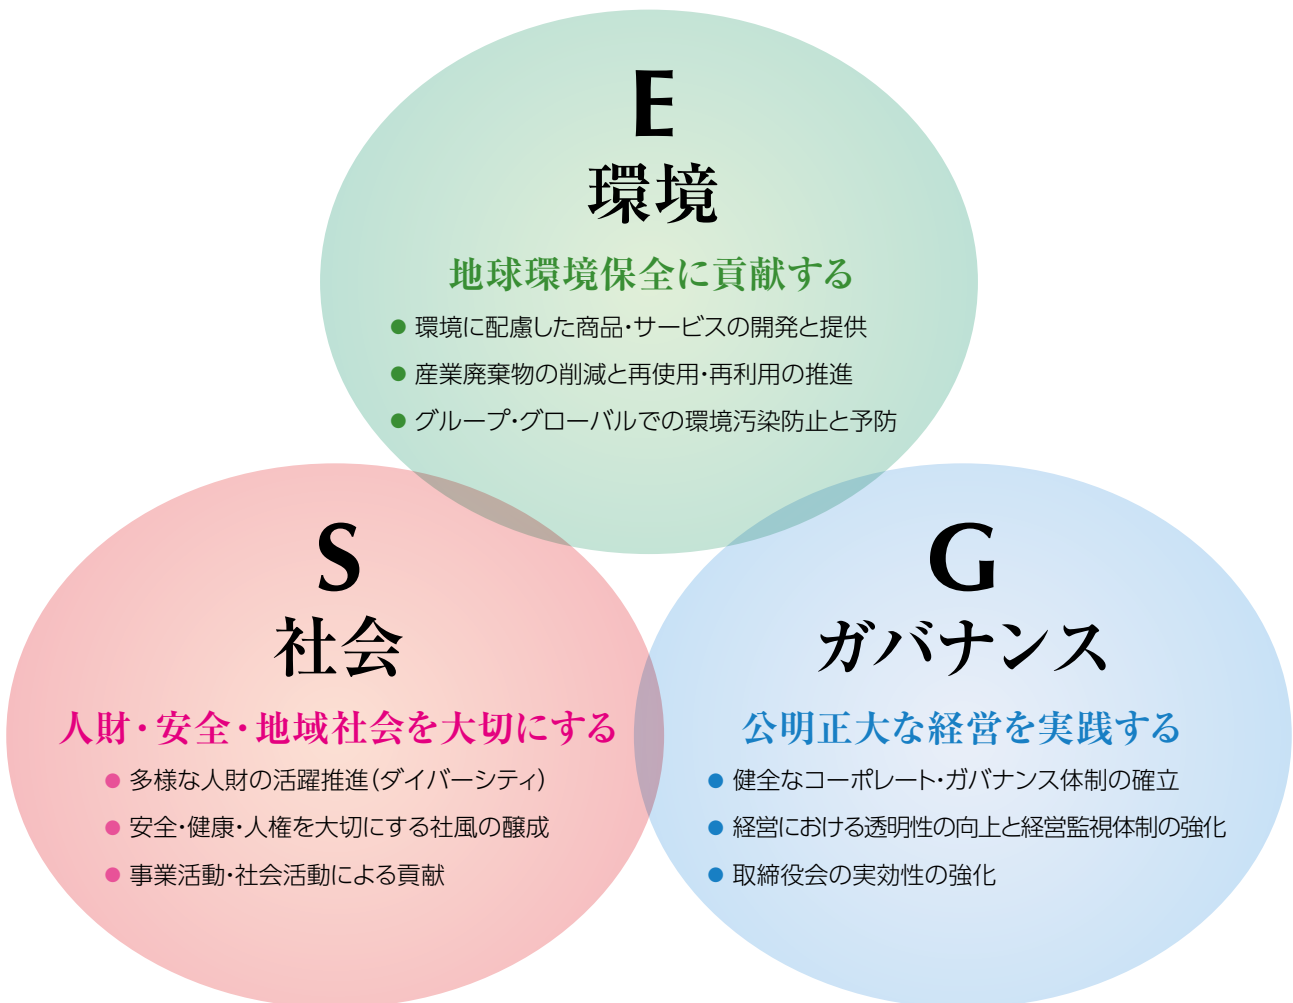 E
環境
地球環境保全に貢献する
● 環境に配慮した商品・サービスの開発と提供
● 産業廃棄物の削減と再使用・再利用の推進
● グループ・グローバルでの環境汚染防止と予防
S
社会
人財・安全・地域社会を大切にする
● 多様な人財の活躍推進（ダイバーシティ）
● 安全・健康・人権を大切にする社風の醸成
● 事業活動・社会活動による貢献
G
ガバナンス
公明正大な経営を実践する
● 健全なコーポレート・ガバナンス体制の確立
● 経営における透明性の向上と経営監視体制の強化
● 取締役会の実効性の強化